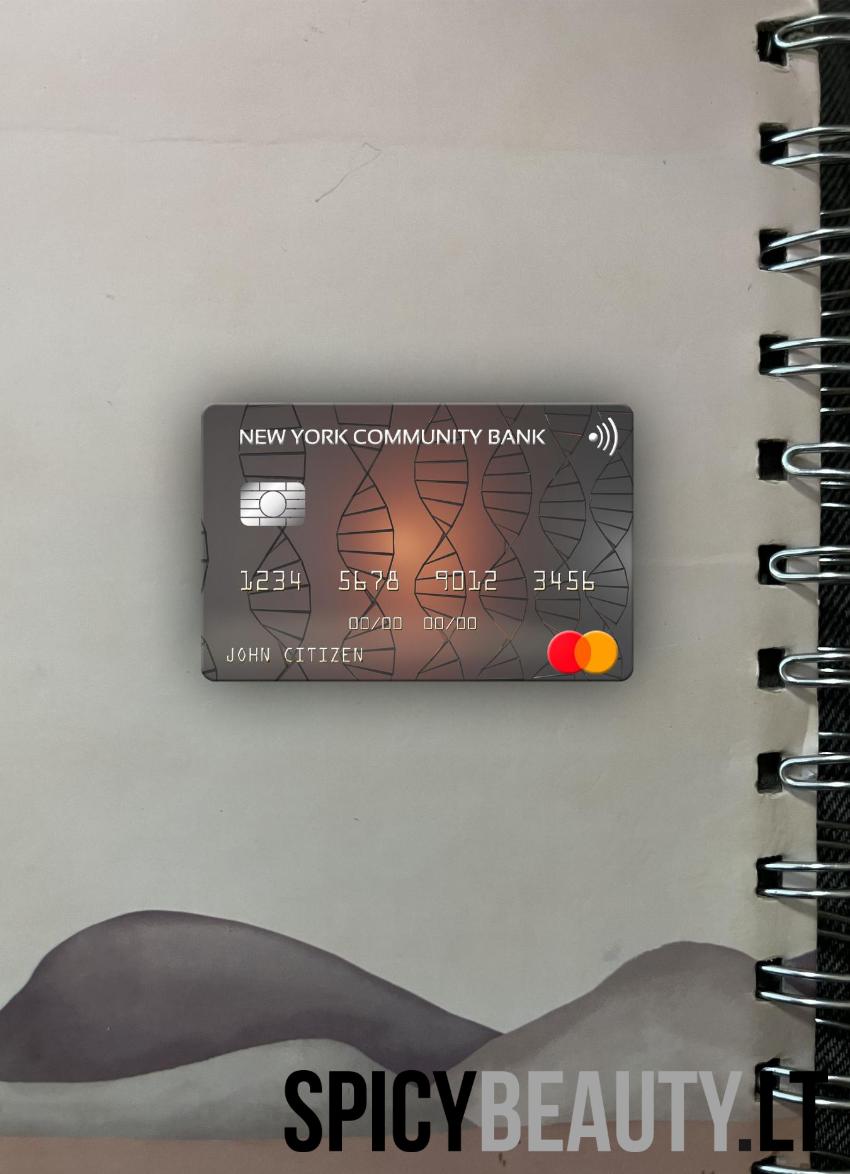 NEW YORK COMMUNITY BANK
1234 5678 9012 3456
00/00 00/00
JOHN CITIZEN
SPICYBEAUTY.LT